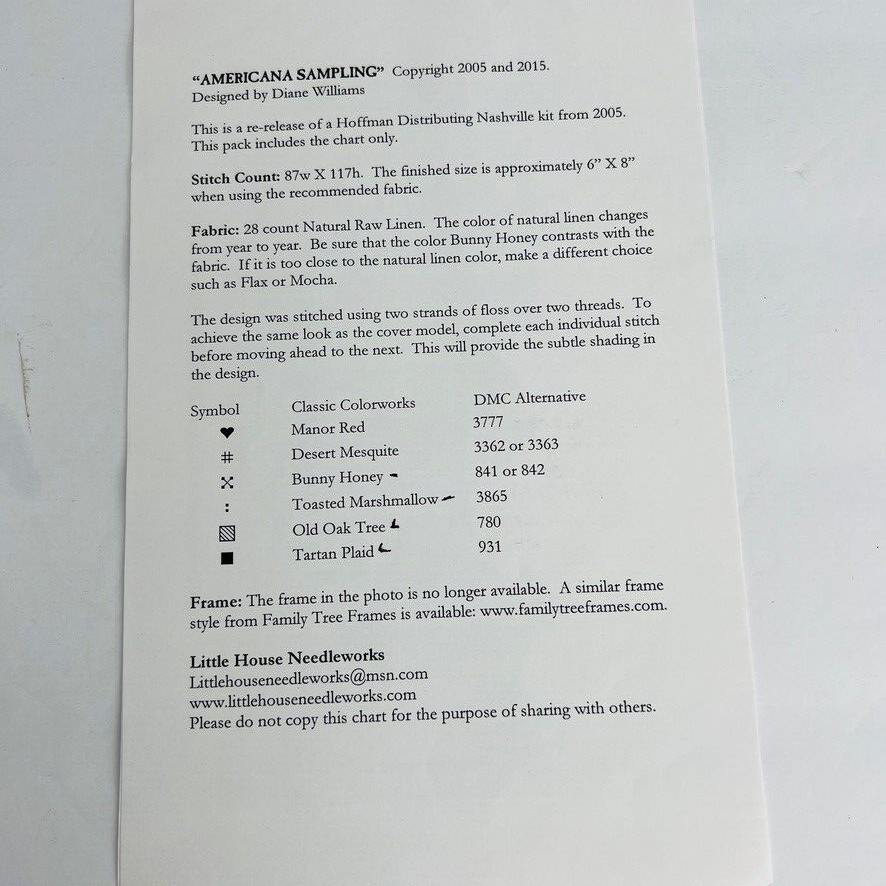 “AMERICANA SAMPLING” Copyright 2005 and 2015.
Designed by Diane Williams
This is a re-release of a Hoffman Distributing Nashville kit from 2005.
This pack includes the chart only.
Stitch Count: 87w X 117h. The finished size is approximately 6” X 8”
when using the recommended fabric.
Fabric: 28 count Natural Raw Linen. The color of natural linen changes
from year to year. Be sure that the color Bunny Honey contrasts with the
fabric. If it is too close to the natural linen color, make a different choice
such as Flax or Mocha.
The design was stitched using two strands of floss over two threads. To
achieve the same look as the cover model, complete each individual stitch
before moving ahead to the next. This will provide the subtle shading in
the design.
Symbol Classic Colorworks DMC Alternative
♥ Manor Red 3777
# Desert Mesquite 3362 or 3363
Bunny Honey 841 or 842
: Toasted Marshmallow 3865
▧ Old Oak Tree 780
■ Tartan Plaid 931
Frame: The frame in the photo is no longer available. A similar frame
style from Family Tree Frames is available: www.familytreeframes.com.
Little House Needleworks
Littlehouseneedleworks@msn.com
www.littlehouseneedleworks.com
Please do not copy this chart for the purpose of sharing with others.